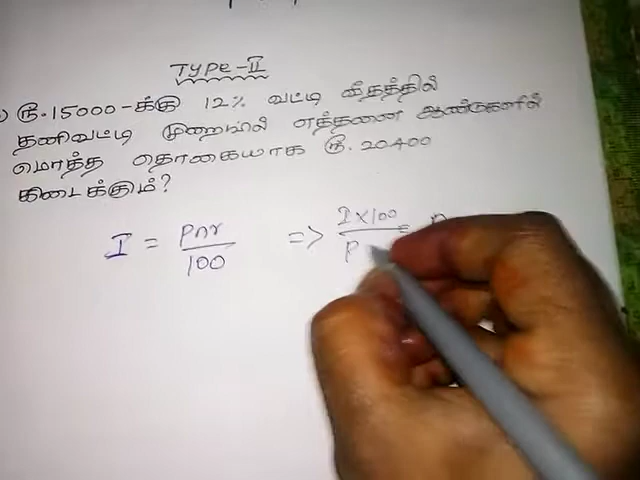 Type-II
ரூ.15000-க்கு 12% வட்டி வீதத்தில்
தனிவட்டி முறையில் எத்தனை ஆண்டுகளில்
மொத்த தொகையாக ரூ.20400
கிடைக்கும்?
I = pnr/100 => I×100/p = n